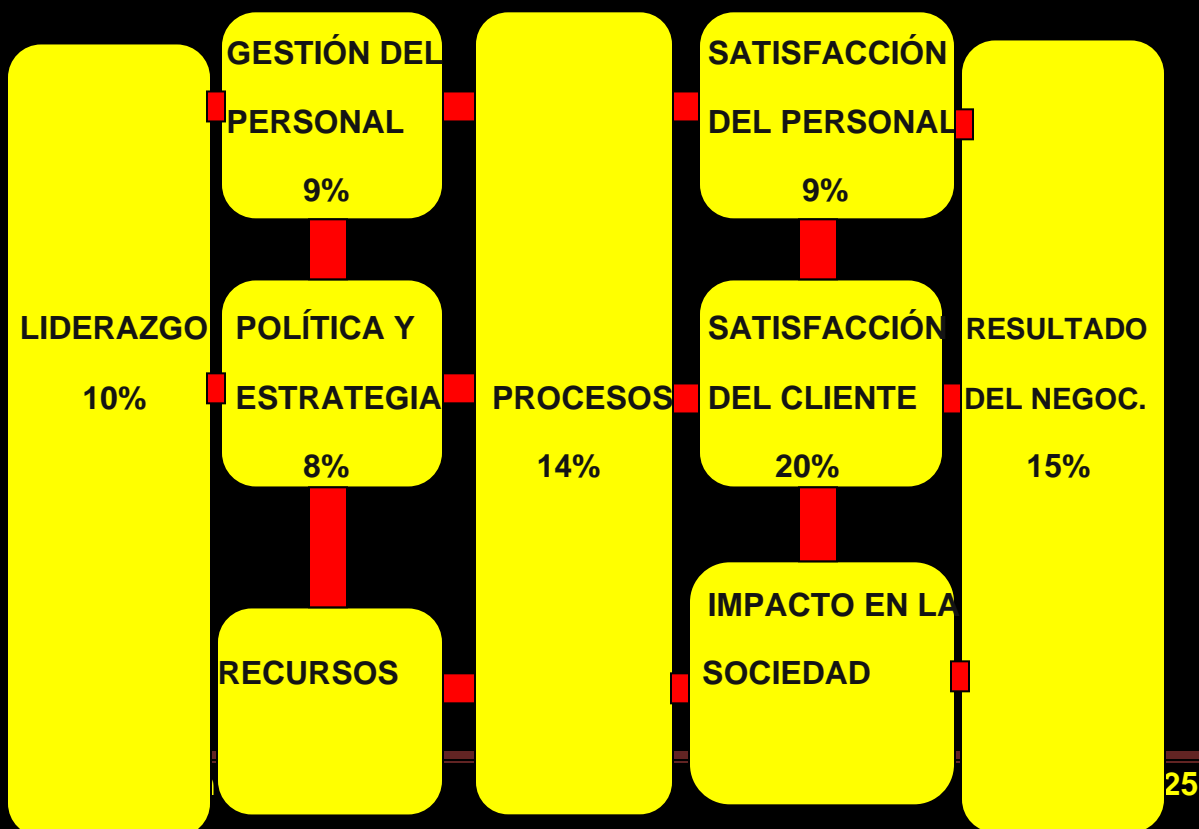 GESTIÓN DEL
PERSONAL
9%
SATISFACCIÓN
DEL PERSONAL
9%
LIDERAZGO
10%
POLÍTICA Y
ESTRATEGIA
8%
PROCESOS
14%
SATISFACCIÓN
DEL CLIENTE
20%
RESULTADO
DEL NEGOC.
15%
RECURSOS
IMPACTO EN LA
SOCIEDAD
25